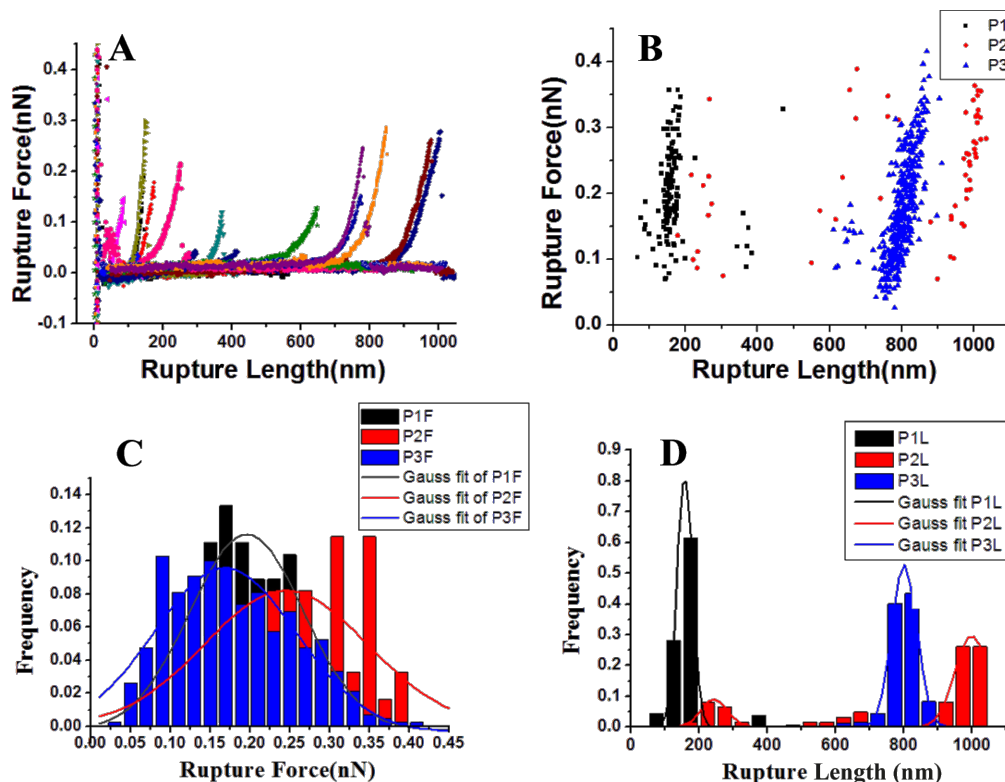 A
Rupture Force(nN)
0.4
0.3
0.2
0.1
0.0
-0.1
0 200 400 600 800 1000
Rupture Length(nm)
B
P1
P2
P3
Rupture Force(nN)
0.4
0.3
0.2
0.1
0.0
0 200 400 600 800 1000
Rupture Length(nm)
C
P1F
P2F
P3F
Gauss fit of P1F
Gauss fit of P2F
Gauss fit of P3F
Frequency
0.14
0.12
0.10
0.08
0.06
0.04
0.02
0.00
0.00 0.05 0.10 0.15 0.20 0.25 0.30 0.35 0.40 0.45
Rupture Force(nN)
D
P1L
P2L
P3L
Gauss fit P1L
Gauss fit P2L
Gauss fit P3L
Frequency
0.9
0.8
0.6
0.5
0.3
0.2
0.0
0 200 400 600 800 1000
Rupture Length (nm)